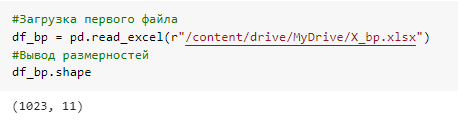 #Загрузка первого файла
df_bp = pd.read_excel(r"/content/drive/MyDrive/X_bp.xlsx")
#Вывод размерностей
df_bp.shape
(1023, 11)